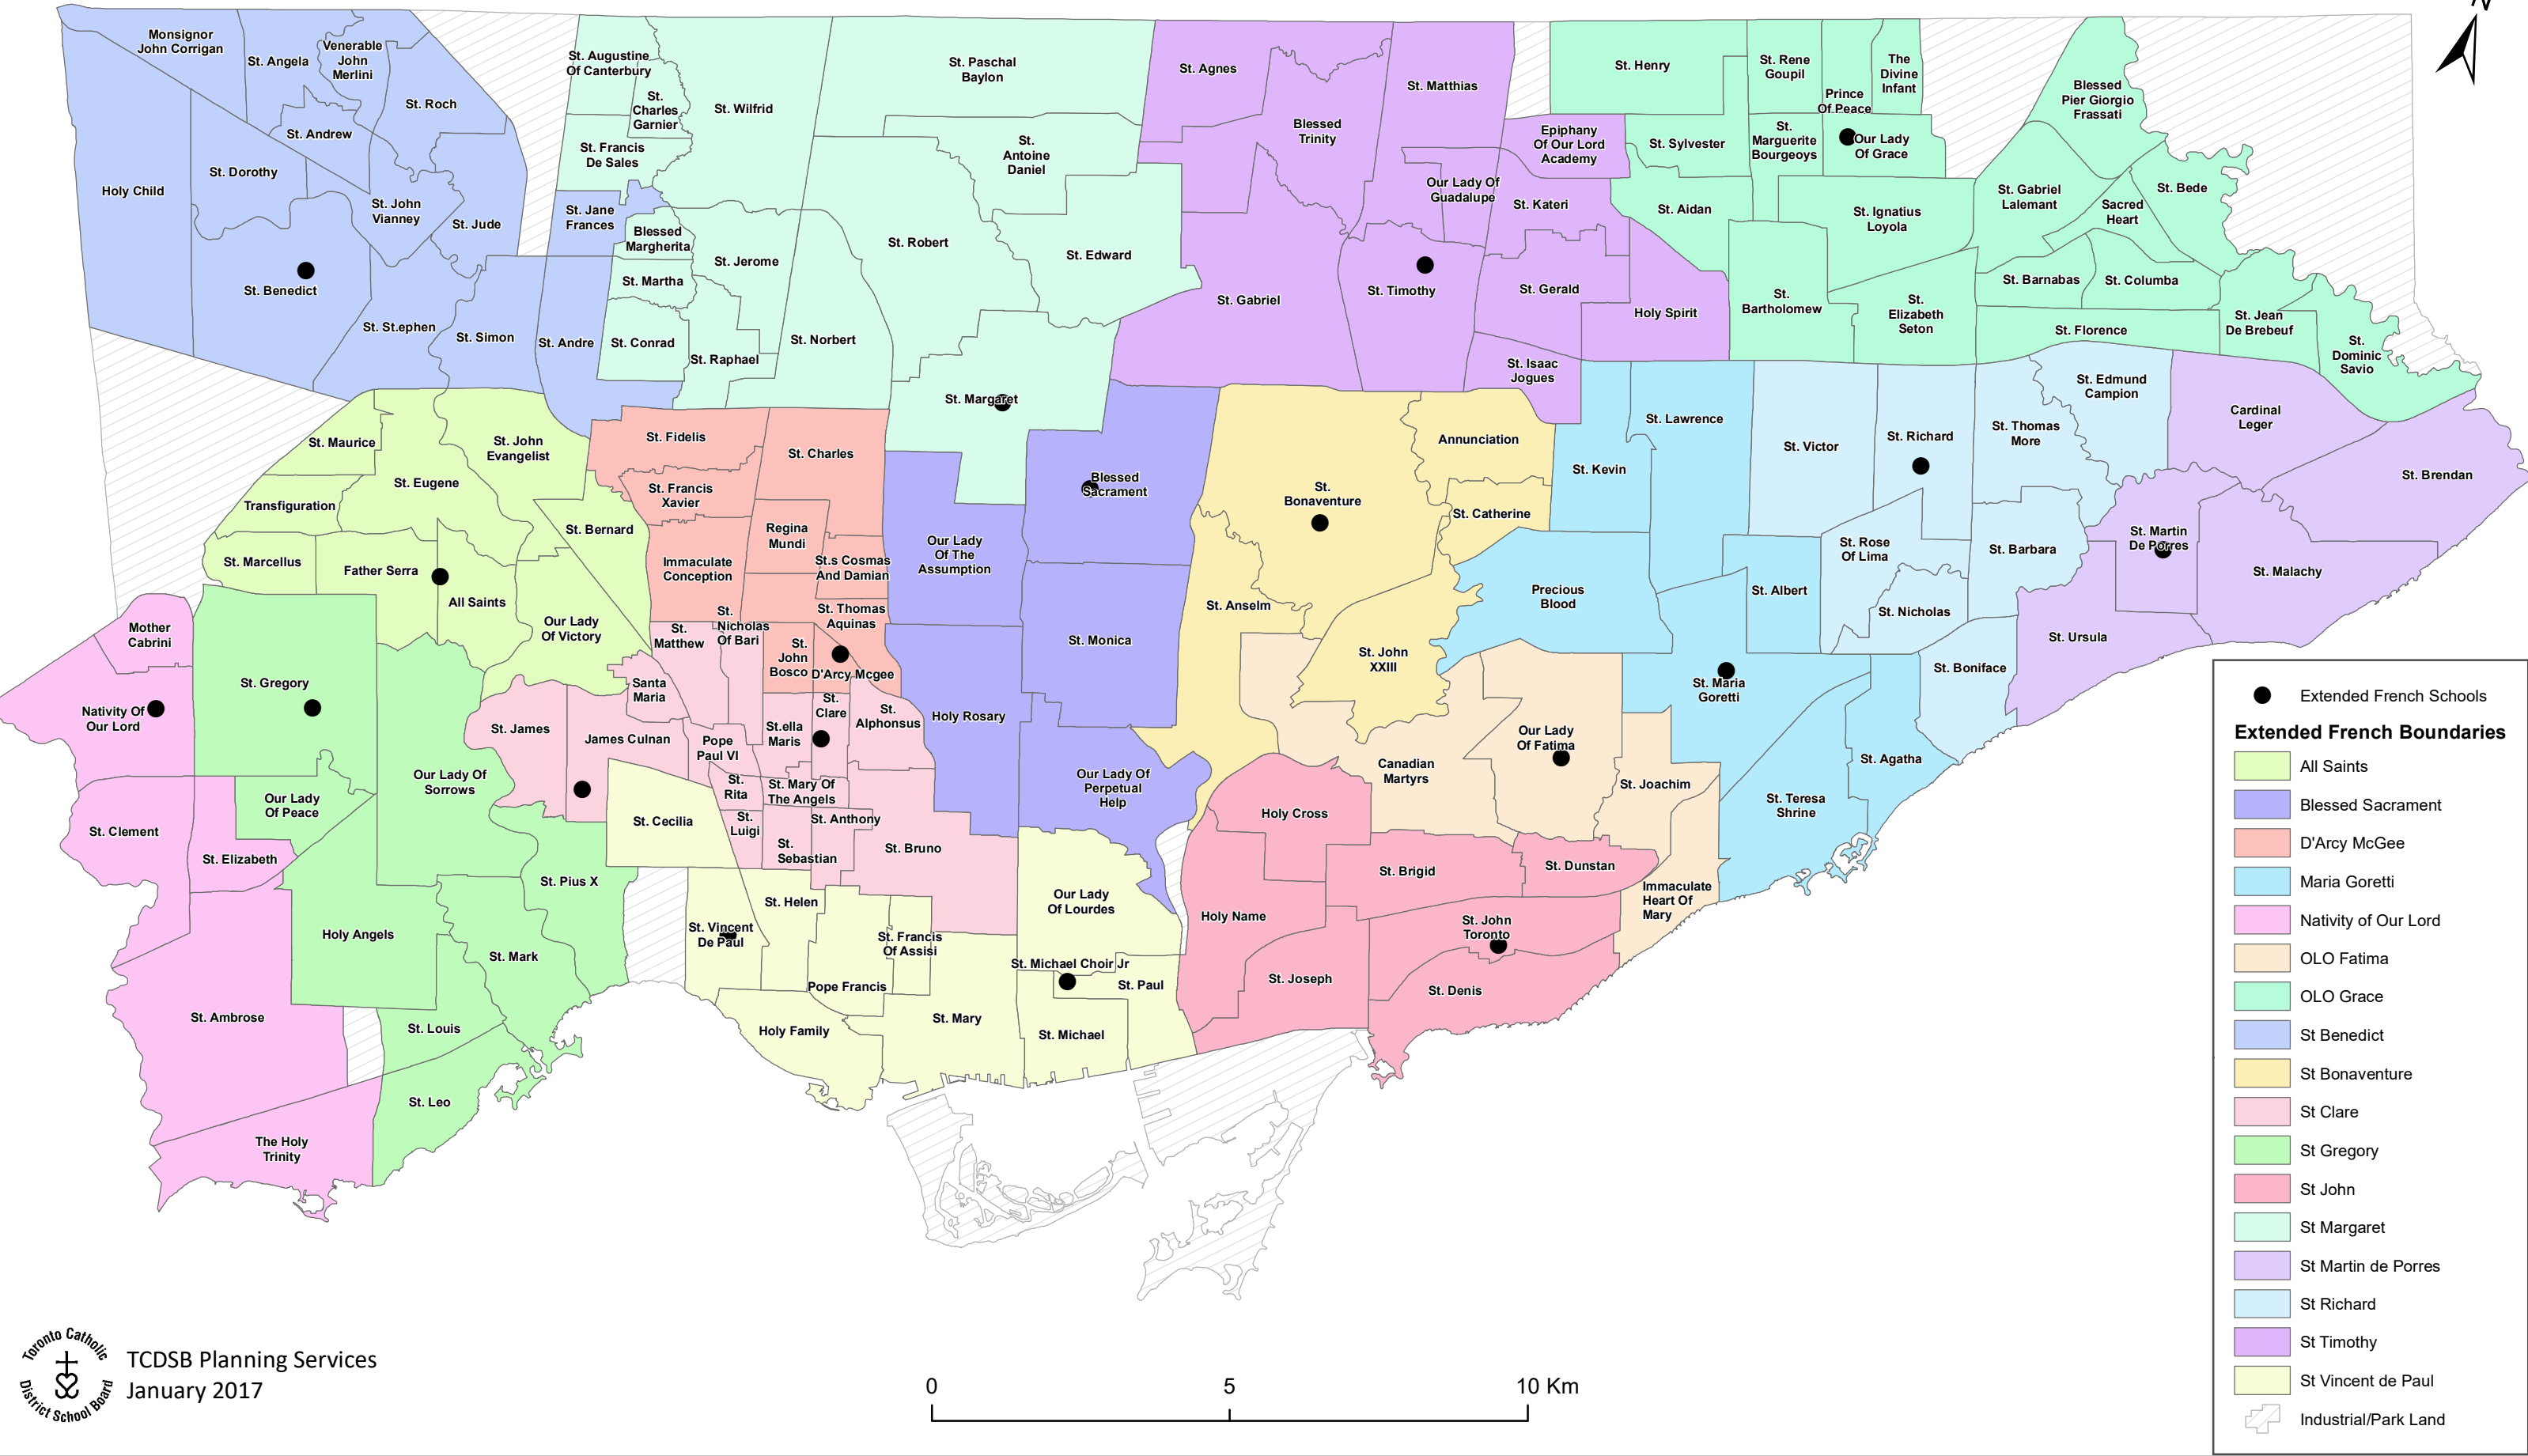 N
Monsignor
John Corrigan
St. Angela
Venerable
John
Merlini
St. Roch
St. Andrew
St. Dorothy
Holy Child
St. John
Vianney
St. Jude
St. Benedict
St. St.ephen
St. Simon
St. Andre
St. Jane
Frances
St. Augustine
Of Canterbury
St.
Charles
Garnier
St. Wilfrid
St. Francis
De Sales
St. Paschal
Baylon
St.
Antoine
Daniel
Blessed
Margherita
St. Jerome
St. Robert
St. Edward
St. Martha
St. Conrad
St. Raphael
St. Norbert
St. Margaret
St. Agnes
Blessed
Trinity
St. Matthias
Epiphany
Of Our Lord
Academy
Our Lady Of
Guadalupe
St. Kateri
St. Gabriel
St. Timothy
St. Gerald
Holy Spirit
St. Isaac
Jogues
St. Henry
St. Rene
Goupil
The
Divine
Infant
Prince
Of Peace
St. Sylvester
St.
Marguerite
Bourgeoys
Our Lady
Of Grace
St. Aidan
St. Ignatius
Loyola
Blessed
Pier Giorgio
Frassati
St. Gabriel
Lalemant
Sacred
Heart
St. Bede
St.
Bartholomew
St.
Elizabeth
Seton
St. Barnabas
St. Columba
St. Florence
St. Jean
De Brebeuf
St.
Dominic
Savio
St. Maurice
St. John
Evangelist
St. Eugene
Transfiguration
St. Bernard
St. Marcellus
Father Serra
All Saints
Our Lady
Of Victory
St. Fidelis
St. Charles
St. Francis
Xavier
Regina
Mundi
Immaculate
Conception
St.s Cosmas
And Damian
St. Thomas
Aquinas
St.
Nicholas
Of Bari
St.
Matthew
St.
John
Bosco
D'Arcy Mcgee
Our Lady
Of The
Assumption
Blessed
Sacrament
St. Monica
Holy Rosary
Our Lady Of
Perpetual
Help
St.
Bonaventure
Annunciation
St. Catherine
St. Anselm
St. John
XXIII
St. Kevin
St. Lawrence
Precious
Blood
St. Albert
St. Maria
Goretti
St. Teresa
Shrine
St. Agatha
St. Victor
St. Richard
St. Thomas
More
St. Edmund
Campion
St. Rose
Of Lima
St. Barbara
St. Nicholas
St. Boniface
Cardinal
Leger
St. Brendan
St. Martin
De Porres
St. Malachy
St. Ursula
Mother
Cabrini
Nativity Of
Our Lord
St. Clement
St. Elizabeth
St. Ambrose
The Holy
Trinity
St. Gregory
Our Lady Of
Sorrows
Our Lady
Of Peace
St. Pius X
Holy Angels
St. Mark
St. Louis
St. Leo
Santa
Maria
St. James
James Culnan
Pope
Paul VI
St.ella
Maris
St.
Clare
St.
Alphonsus
St.
Rita
St. Mary Of
The Angels
St.
Luigi
St. Anthony
St.
Sebastian
St. Bruno
St. Cecilia
St. Helen
St. Vincent
De Paul
St. Francis
Of Assisi
Pope Francis
Holy Family
St. Mary
Our Lady
Of Lourdes
St. Michael Choir Jr
St. Paul
St. Michael
Canadian
Martyrs
Our Lady
Of Fatima
St. Joachim
Immaculate
Heart Of
Mary
Holy Cross
St. Brigid
St. Dunstan
Holy Name
St. John
Toronto
St. Joseph
St. Denis
Extended French Schools
Extended French Boundaries
All Saints
Blessed Sacrament
D'Arcy McGee
Maria Goretti
Nativity of Our Lord
OLO Fatima
OLO Grace
St Benedict
St Bonaventure
St Clare
St Gregory
St John
St Margaret
St Martin de Porres
St Richard
St Timothy
St Vincent de Paul
Industrial/Park Land
Toronto Catholic
District School Board
TCDSB Planning Services
January 2017
0 5 10 Km